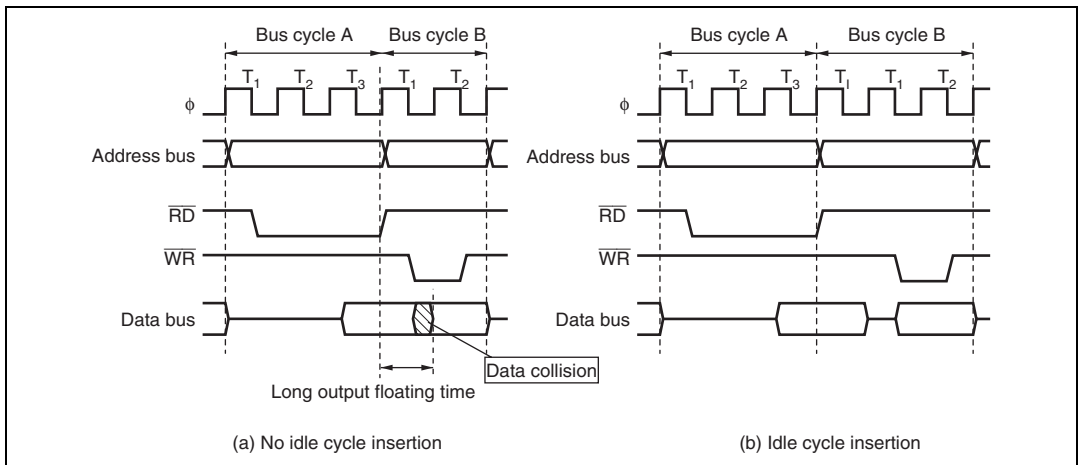 Bus cycle A Bus cycle B
T1 T2 T3 T1 T2
ϕ
Address bus
RD
WR
Data bus
Data collision
Long output floating time
(a) No idle cycle insertion
Bus cycle A Bus cycle B
T1 T2 T3 TI T1 T2
ϕ
Address bus
RD
WR
Data bus
(b) Idle cycle insertion